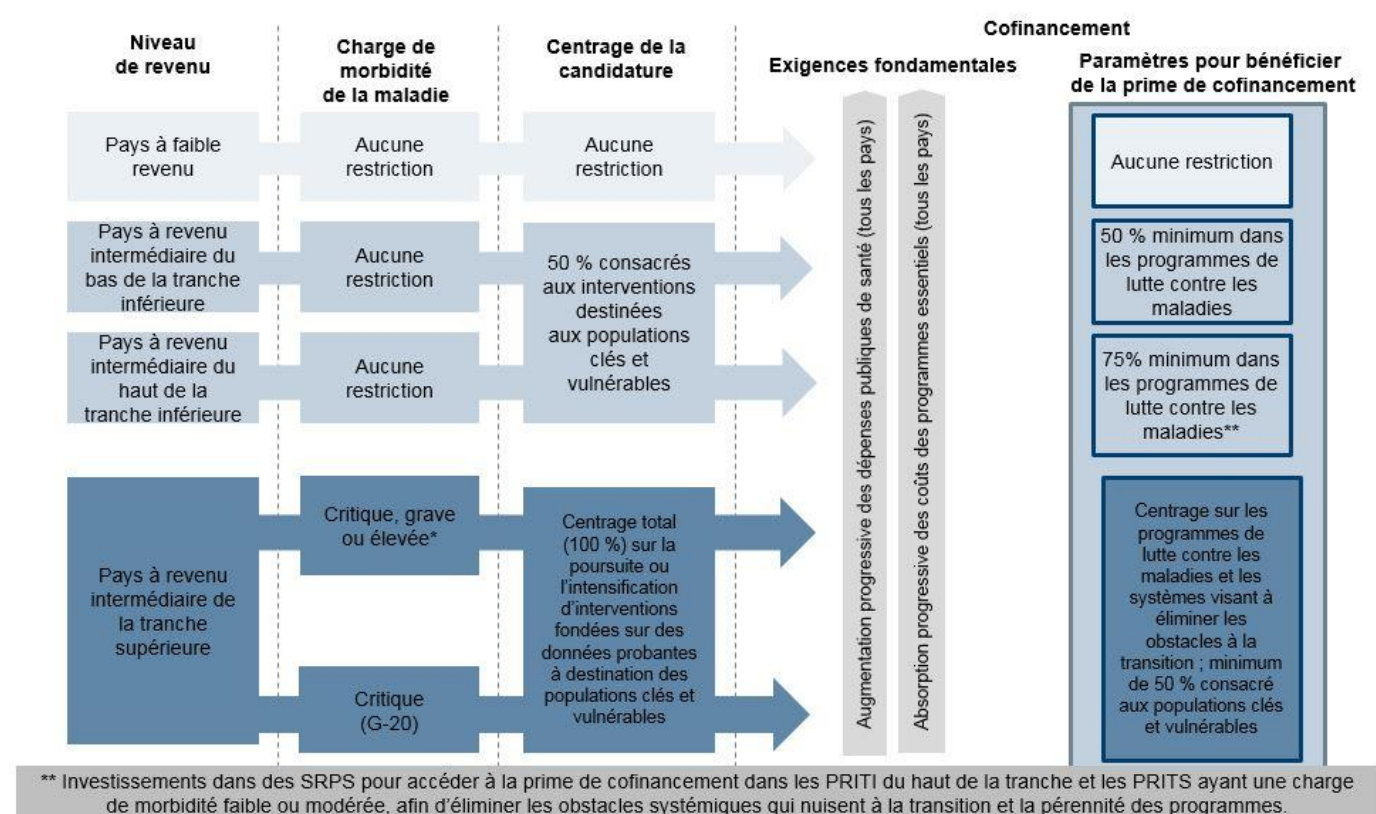 Cofinancement
Niveau
de revenu
Charge de
morbidité
de la maladie
Centrage de la
candidature
Exigences fondamentales
Paramètres pour bénéficier
de la prime de cofinancement
Pays à faible
revenu
Aucune
restriction
Aucune
restriction
Aucune restriction
Pays à revenu
intermédiaire du
bas de la tranche
inférieure
Aucune
restriction
50 % consacrés
aux interventions
destinées
aux populations
clés et
vulnérables
50 % minimum dans
les programmes de
lutte contre les
maladies
Pays à revenu
intermédiaire du
haut de la
tranche inférieure
Aucune
restriction
75% minimum dans
les programmes de
lutte contre les
maladies**
Pays à revenu
intermédiaire de
la tranche
supérieure
Critique, grave
ou élevée*
Critique
(G-20)
Centrage total
(100 %) sur la
poursuite ou
l’intensification
d’interventions
fondées sur des
données probantes
à destination des
populations clés et
vulnérables
Augmentation progressive des dépenses publiques de santé (tous les pays)
Absorption progressive des coûts des programmes essentiels (tous les pays)
Centrage sur les
programmes de
lutte contre les
maladies et les
systèmes visant à
éliminer les
obstacles à la
transition ; minimum
de 50 % consacré
aux populations clés
et vulnérables
** Investissements dans des SRPS pour accéder à la prime de cofinancement dans les PRITI du haut de la tranche et les PRITS ayant une charge
de morbidité faible ou modérée, afin d’éliminer les obstacles systémiques qui nuisent à la transition et la pérennité des programmes.